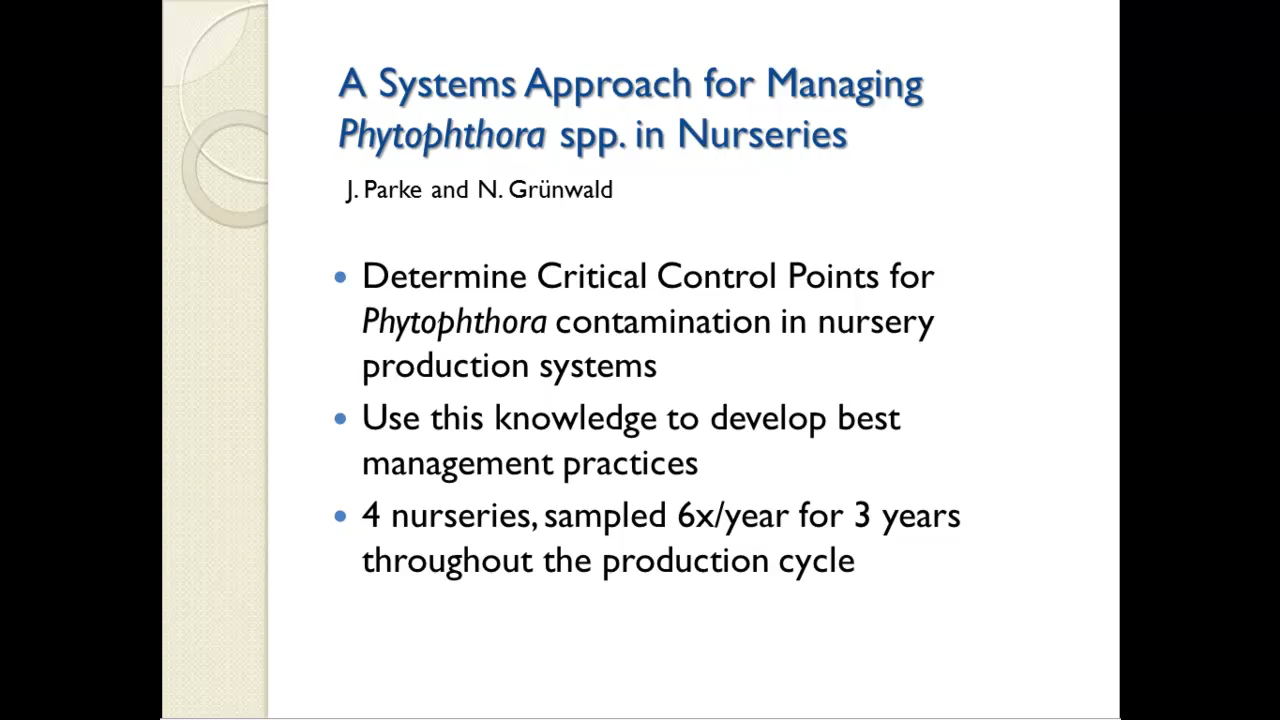 A Systems Approach for Managing
Phytophthora spp. in Nurseries
J. Parke and N. Grünwald
• Determine Critical Control Points for
Phytophthora contamination in nursery
production systems
• Use this knowledge to develop best
management practices
• 4 nurseries, sampled 6x/year for 3 years
throughout the production cycle